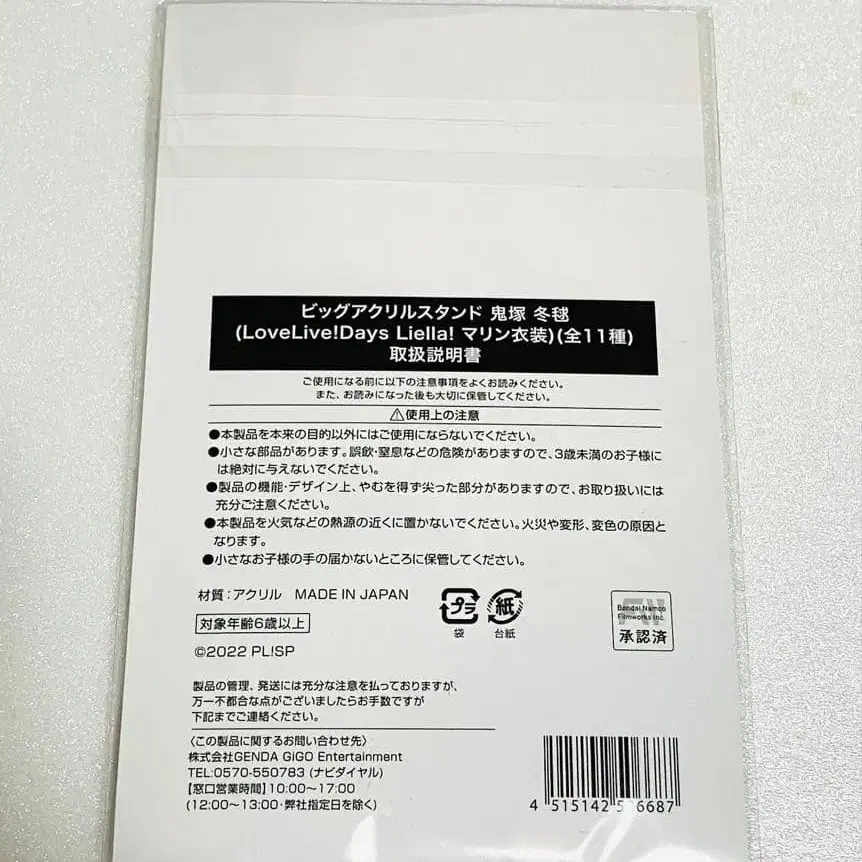 ビッグアクリルスタンド 鬼塚 冬毬
(LoveLive!Days Liella! マリン衣装)(全11種)
取扱説明書
ご使用になる前に以下の注意事項をよくお読みください。
また、お読みになった後も大切に保管してください。
⚠使用上の注意
●本製品を本来の目的以外にはご使用にならないでください。
●小さな部品があります。誤飲・窒息などの危険がありますので、3歳未満のお子様に
は絶対に与えないでください。
●製品の機能・デザイン上、やむを得ず尖った部分がありますので、お取り扱いには
充分ご注意ください。
●本製品を火気などの熱源の近くに置かないでください。火災や変形、変色の原因と
なります。
●小さなお子様の手の届かないところに保管してください。
材質：アクリル MADE IN JAPAN
対象年齢6歳以上
©2022 PL!SP
プラ
袋
紙
台紙
Bandai Namco
Filmworks Inc.
承認済
製品の管理、発送には充分な注意を払っておりますが、
万一不都合な点がございましたらお手数ですが
下記までご連絡ください。
〈この製品に関するお問い合わせ先〉
株式会社GENDA GiGO Entertainment
TEL:0570-550783 (ナビダイヤル)
【窓口営業時間】10:00～17:00
(12:00～13:00・弊社指定日を除く)
4 515142